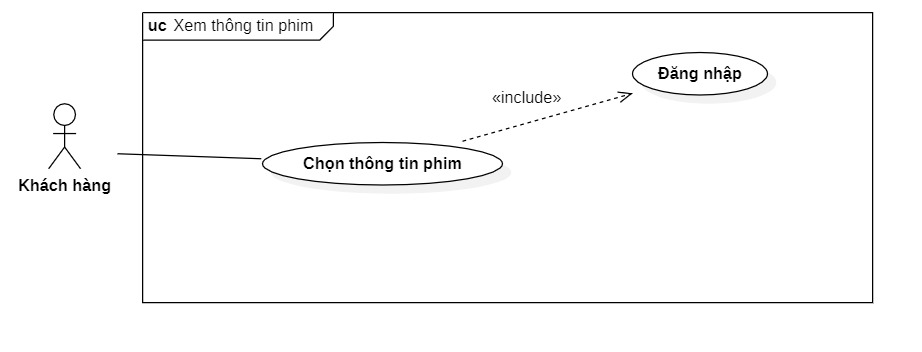 uc Xem thông tin phim
Đăng nhập
«include»
Chọn thông tin phim
Khách hàng